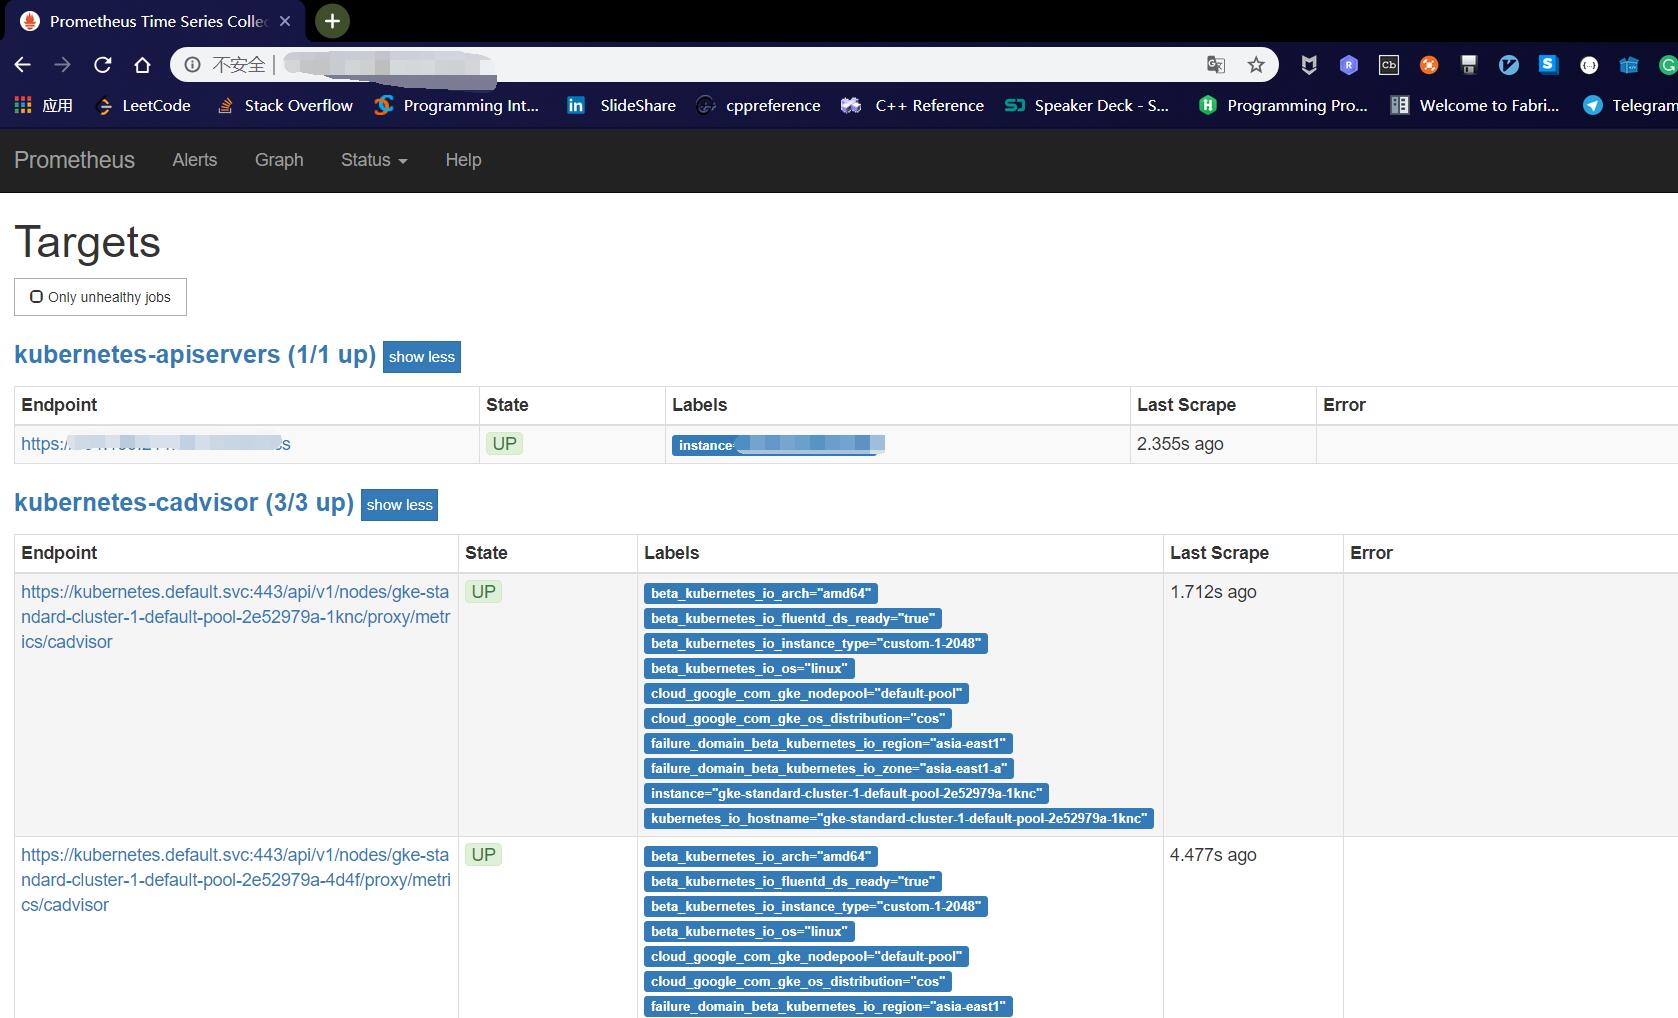 Prometheus Time Series Collec
不安全
应用 LeetCode Stack Overflow Programming Int... SlideShare cppreference C++ Reference Speaker Deck - S... Programming Pro... Welcome to Fabri... Telegram
Prometheus Alerts Graph Status Help
Targets
Only unhealthy jobs
kubernetes-apiservers (1/1 up) show less
Endpoint State Labels Last Scrape Error
https:/ s UP instance= 2.355s ago
kubernetes-cadvisor (3/3 up) show less
Endpoint State Labels Last Scrape Error
https://kubernetes.default.svc:443/api/v1/nodes/gke-sta
ndard-cluster-1-default-pool-2e52979a-1knc/proxy/metr
ics/cadvisor
UP
beta_kubernetes_io_arch="amd64"
beta_kubernetes_io_fluentd_ds_ready="true"
beta_kubernetes_io_instance_type="custom-1-2048"
beta_kubernetes_io_os="linux"
cloud_google_com_gke_nodepool="default-pool"
cloud_google_com_gke_os_distribution="cos"
failure_domain_beta_kubernetes_io_region="asia-east1"
failure_domain_beta_kubernetes_io_zone="asia-east1-a"
instance="gke-standard-cluster-1-default-pool-2e52979a-1knc"
kubernetes_io_hostname="gke-standard-cluster-1-default-pool-2e52979a-1knc"
1.712s ago
https://kubernetes.default.svc:443/api/v1/nodes/gke-sta
ndard-cluster-1-default-pool-2e52979a-4d4f/proxy/metri
cs/cadvisor
UP
beta_kubernetes_io_arch="amd64"
beta_kubernetes_io_fluentd_ds_ready="true"
beta_kubernetes_io_instance_type="custom-1-2048"
beta_kubernetes_io_os="linux"
cloud_google_com_gke_nodepool="default-pool"
cloud_google_com_gke_os_distribution="cos"
failure_domain_beta_kubernetes_io_region="asia-east1"
4.477s ago